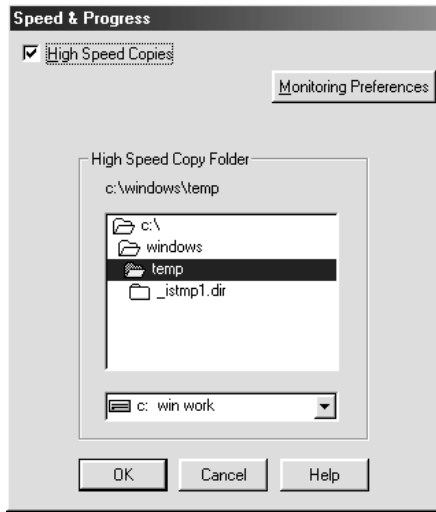 Speed & Progress
High Speed Copies
Monitoring Preferences
High Speed Copy Folder
c:\windows\temp
c:\
windows
temp
_istmp1.dir
c: win work
OK Cancel Help